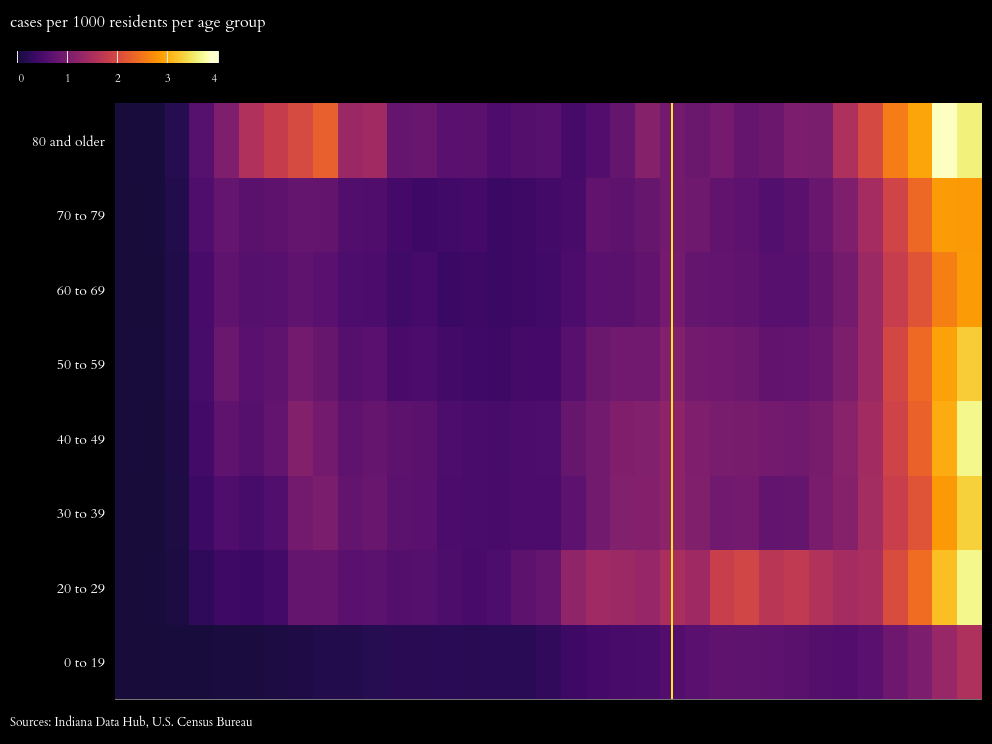 cases per 1000 residents per age group
0 1 2 3 4
80 and older
70 to 79
60 to 69
50 to 59
40 to 49
30 to 39
20 to 29
0 to 19
Sources: Indiana Data Hub, U.S. Census Bureau